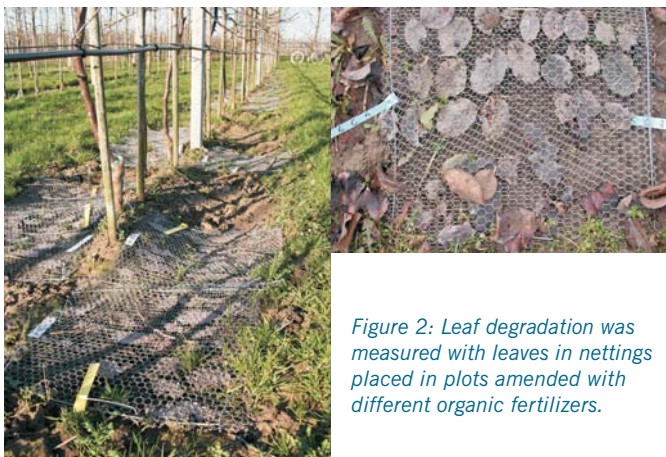 Figure 2: Leaf degradation was
measured with leaves in nettings
placed in plots amended with
different organic fertilizers.